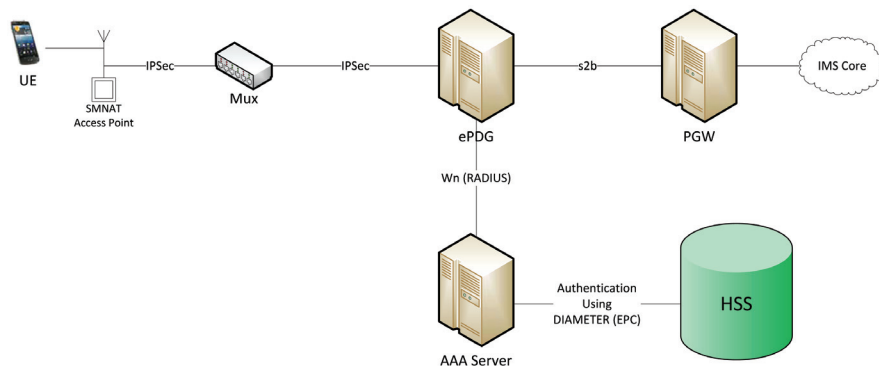 UE
SMNAT
Access Point
IPSec
Mux
IPSec
ePDG
s2b
PGW
IMS Core
Wn (RADIUS)
AAA Server
Authentication
Using
DIAMETER (EPC)
HSS